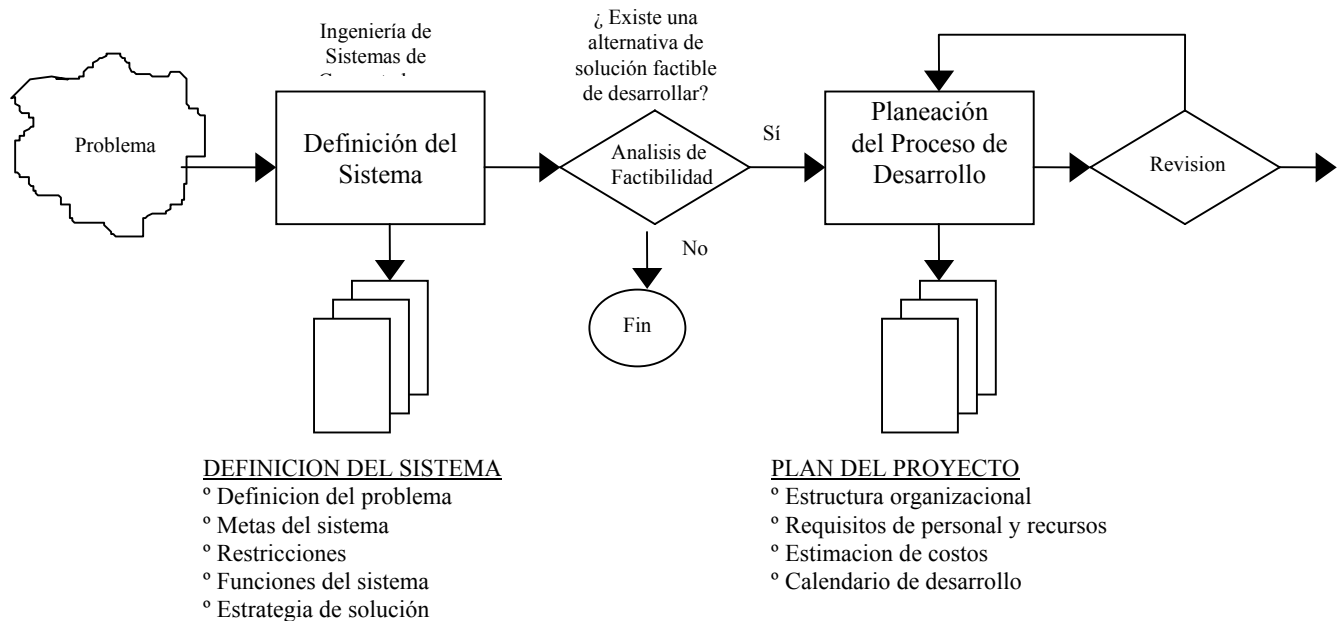 Problema
Ingeniería de
Sistemas de
Definición del
Sistema
¿ Existe una
alternativa de
solución factible
de desarrollar?
Analisis de
Factibilidad
Sí
No
Fin
Planeación
del Proceso de
Desarrollo
Revision
DEFINICION DEL SISTEMA
º Definicion del problema
º Metas del sistema
º Restricciones
º Funciones del sistema
º Estrategia de solución
PLAN DEL PROYECTO
º Estructura organizacional
º Requisitos de personal y recursos
º Estimacion de costos
º Calendario de desarrollo